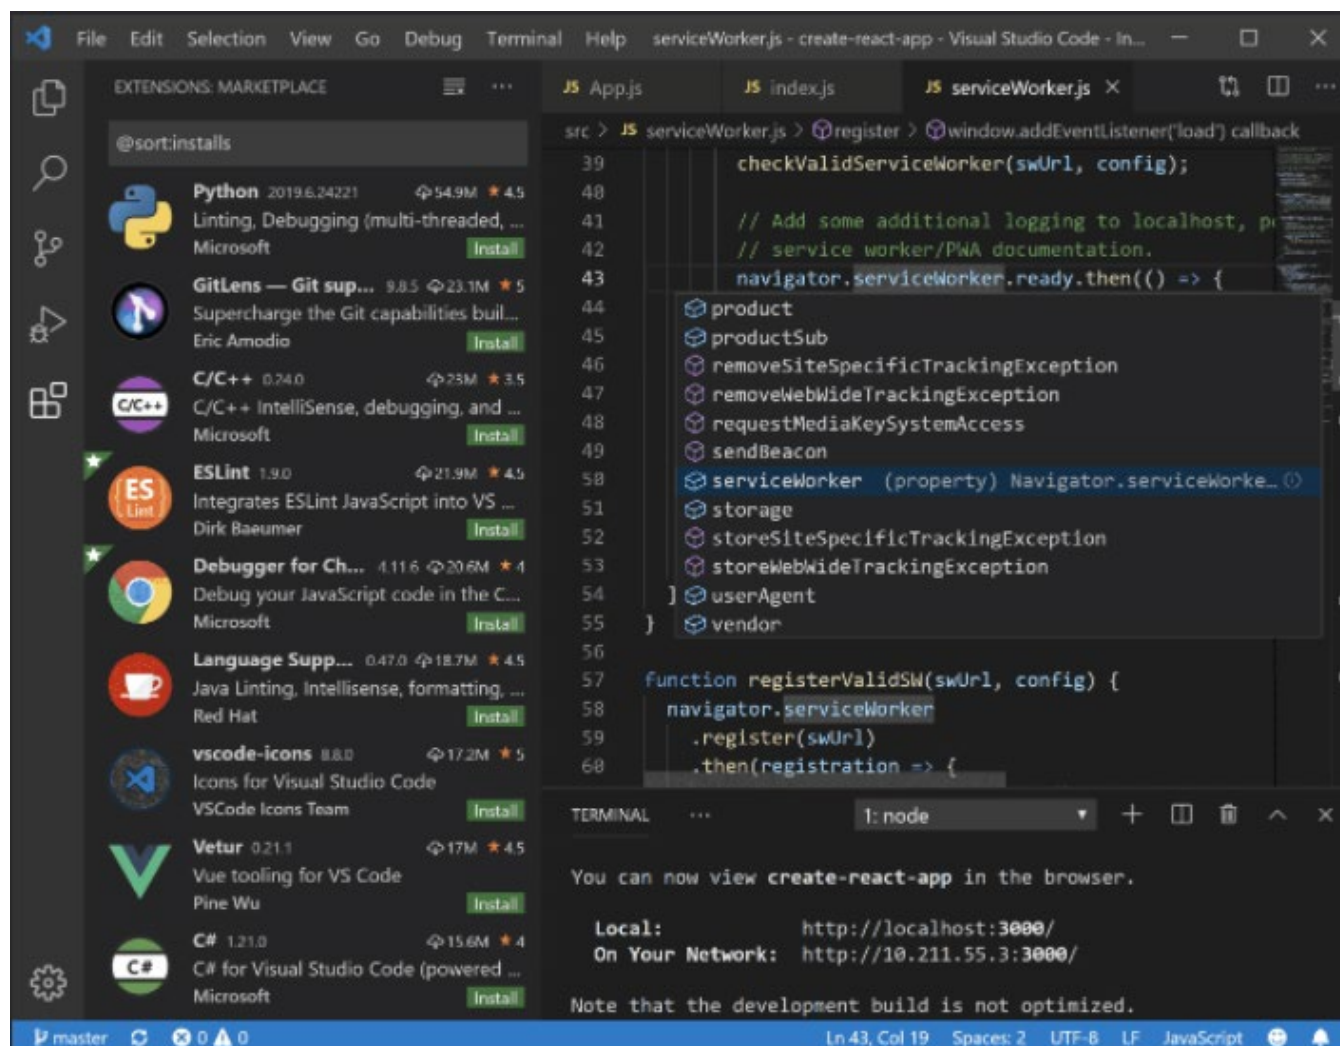 File Edit Selection View Go Debug Terminal Help serviceWorker.js - create-react-app - Visual Studio Code - In...
EXTENSIONS: MARKETPLACE
@sort:installs
Python 2019.6.24221 54.9M 4.5
Linting, Debugging (multi-threaded, ...
Microsoft Install
GitLens — Git sup... 9.8.5 23.1M 5
Supercharge the Git capabilities buil...
Eric Amodio Install
C/C++
C/C++ 0.24.0 23M 3.5
C/C++ IntelliSense, debugging, and ...
Microsoft Install
ES
Lint
ESLint 1.9.0 21.9M 4.5
Integrates ESLint JavaScript into VS ...
Dirk Baeumer Install
Debugger for Ch... 4.11.6 20.6M 4
Debug your JavaScript code in the C...
Microsoft Install
Language Supp... 0.47.0 18.7M 4.5
Java Linting, Intellisense, formatting, ...
Red Hat Install
vscode-icons 8.8.0 17.2M 5
Icons for Visual Studio Code
VSCode Icons Team Install
Vetur 0.21.1 17M 4.5
Vue tooling for VS Code
Pine Wu Install
C#
C# 1.21.0 15.6M 4
C# for Visual Studio Code (powered ...
Microsoft Install
JS App.js JS index.js JS serviceWorker.js
src > JS serviceWorker.js > register > window.addEventListener('load') callback
39 checkValidServiceWorker(swUrl, config);
40
41 // Add some additional logging to localhost, p
42 // service worker/PWA documentation.
43 navigator.serviceWorker.ready.then(() => {
44 product
45 productSub
46 removeSiteSpecificTrackingException
47 removeWebWideTrackingException
48 requestMediaKeySystemAccess
49 sendBeacon
50 serviceWorker (property) Navigator.serviceWorke...
51 storage
52 storeSiteSpecificTrackingException
53 storeWebWideTrackingException
54 } userAgent
55 } vendor
56
57 function registerValidSW(swUrl, config) {
58 navigator.serviceWorker
59 .register(swUrl)
60 .then(registration => {
TERMINAL ... 1: node
You can now view create-react-app in the browser.
Local: http://localhost:3000/
On Your Network: http://10.211.55.3:3000/
Note that the development build is not optimized.
master 0 0 Ln 43, Col 19 Spaces: 2 UTF-8 LF JavaScript